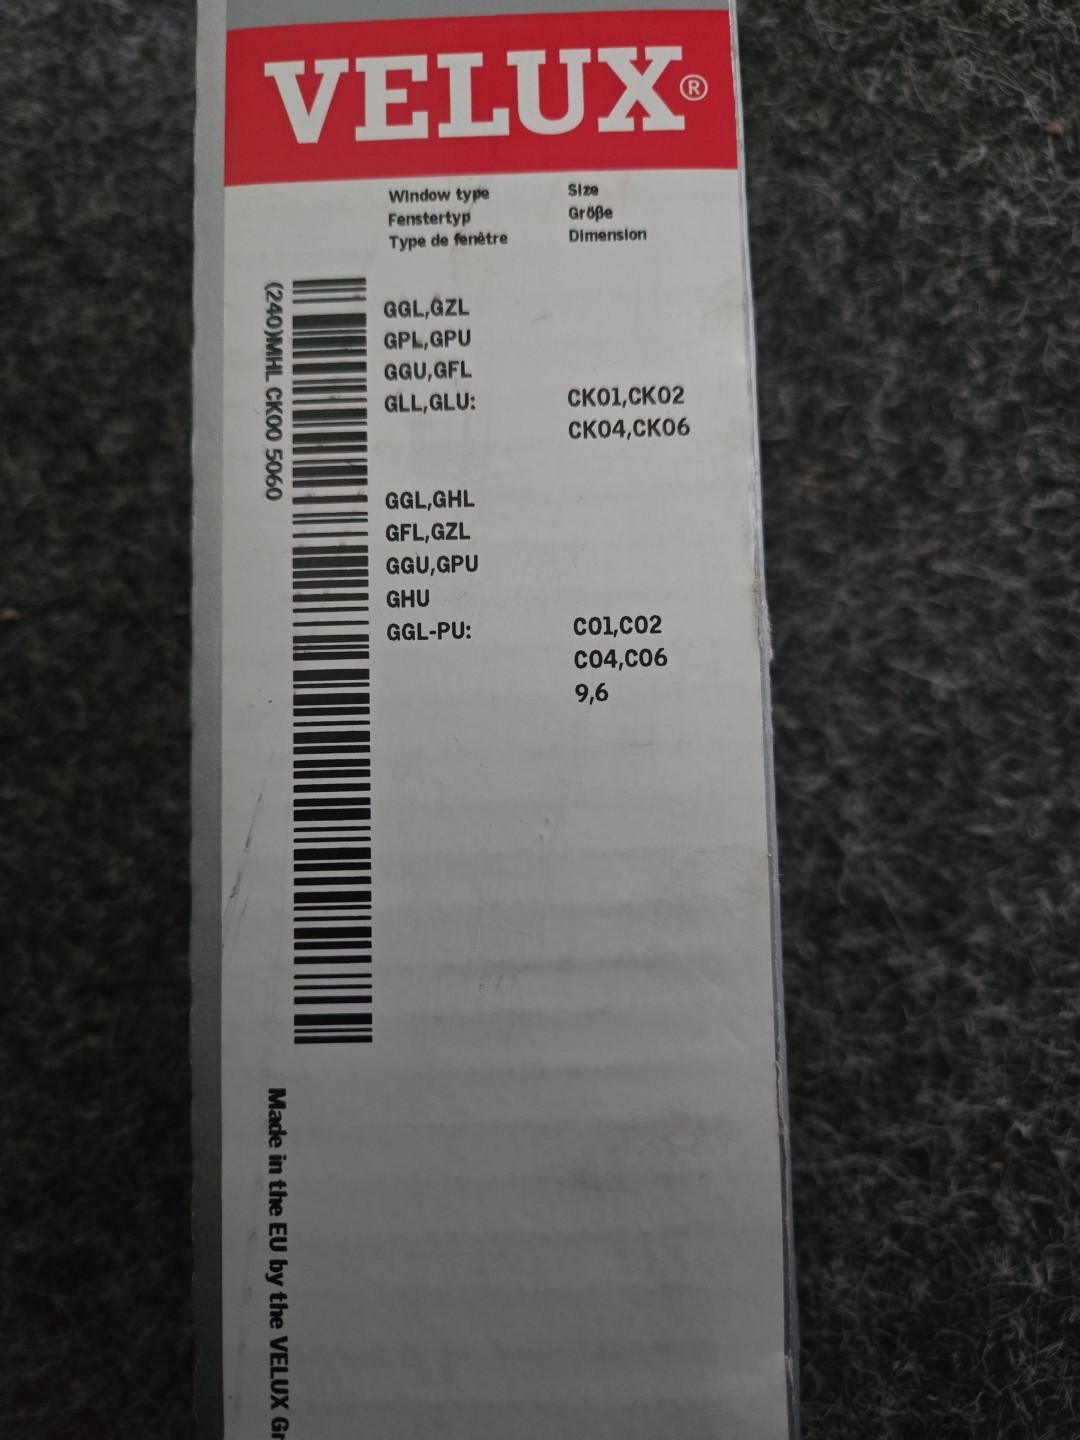 VELUX®
Window type Size
Fenstertyp Größe
Type de fenêtre Dimension
GGL,GZL
GPL,GPU
GGU,GFL
GLL,GLU: CK01,CK02
CK04,CK06
GGL,GHL
GFL,GZL
GGU,GPU
GHU
GGL-PU: C01,C02
C04,C06
9,6
(240)MHL CK00 5060
Made in the EU by the VELUX Gr